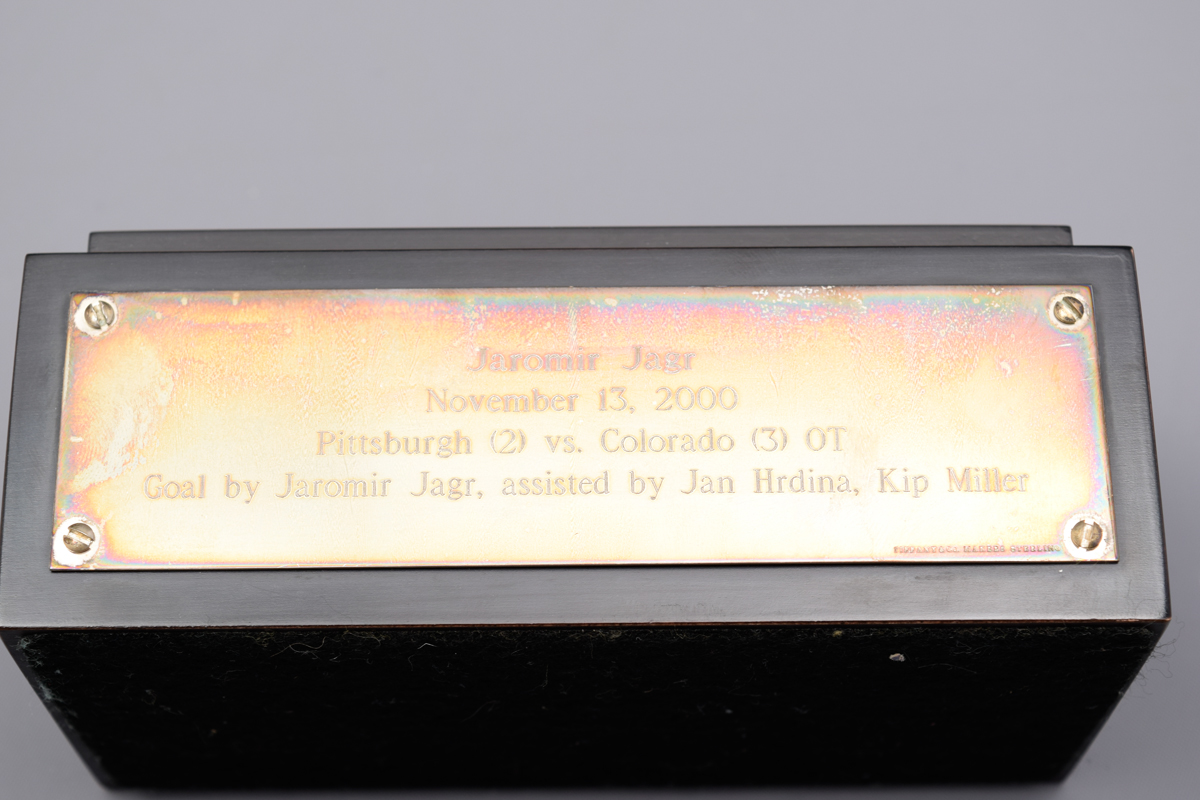 Jaromir Jagr
November 13, 2000
Pittsburgh (2) vs. Colorado (3) OT
Goal by Jaromir Jagr, assisted by Jan Hrdina, Kip Miller